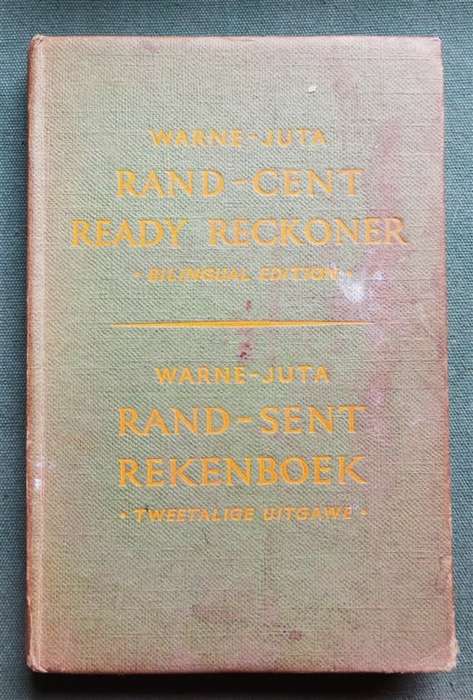 WARNE-JUTA
RAND-CENT
READY RECKONER
- BILINGUAL EDITION -
WARNE-JUTA
RAND-SENT
REKENBOEK
• TWEETALIGE UITGAWE •